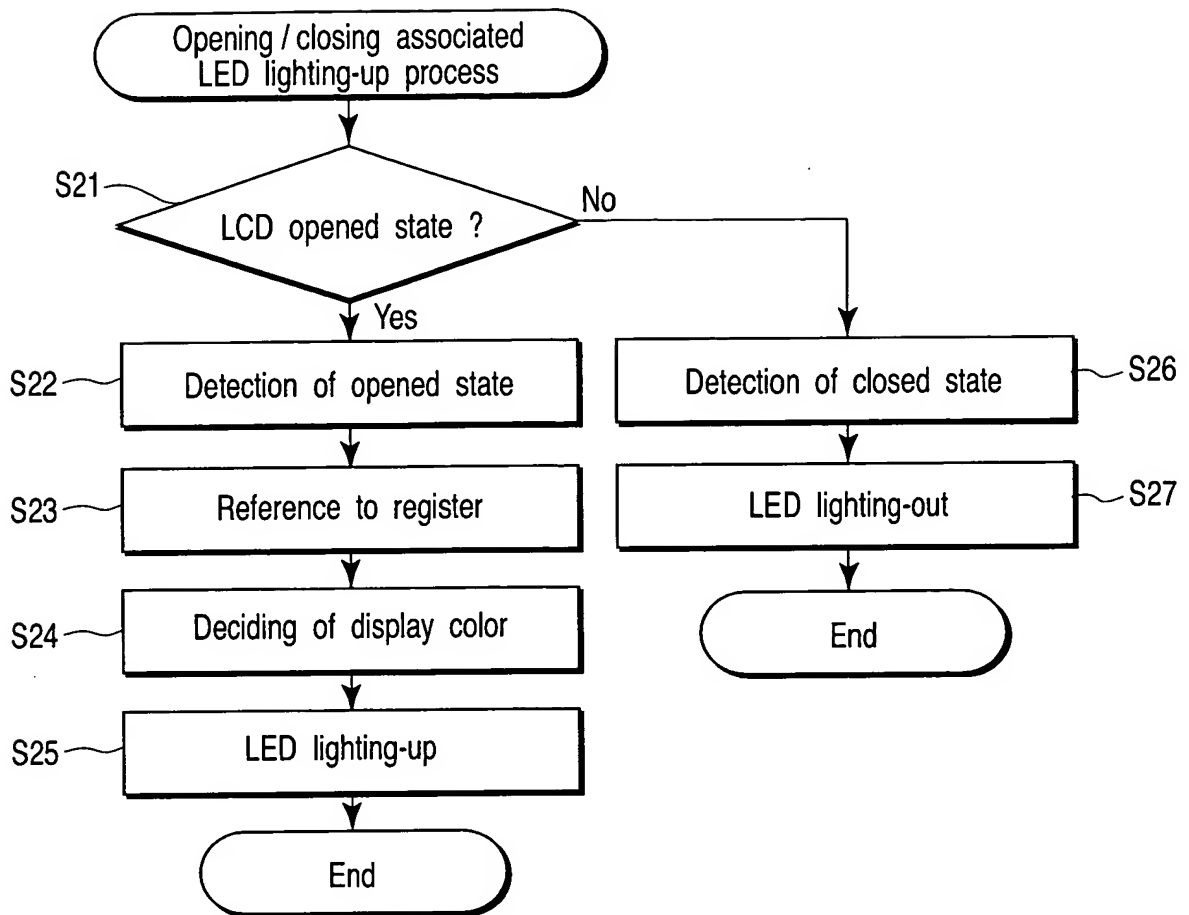 Opening / closing associated
LED lighting-up process
S21
LCD opened state ?
No
Yes
S22
Detection of opened state
Detection of closed state
S26
S23
Reference to register
LED lighting-out
S27
S24
Deciding of display color
End
S25
LED lighting-up
End